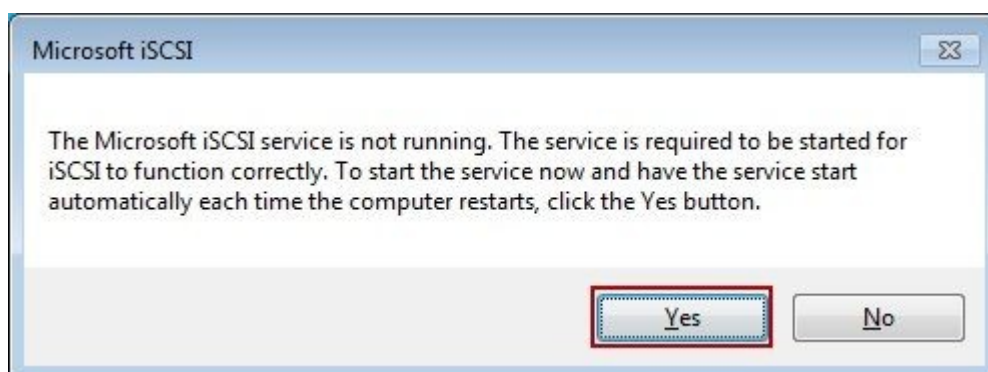 Microsoft iSCSI
The Microsoft iSCSI service is not running. The service is required to be started for
iSCSI to function correctly. To start the service now and have the service start
automatically each time the computer restarts, click the Yes button.
Yes
No